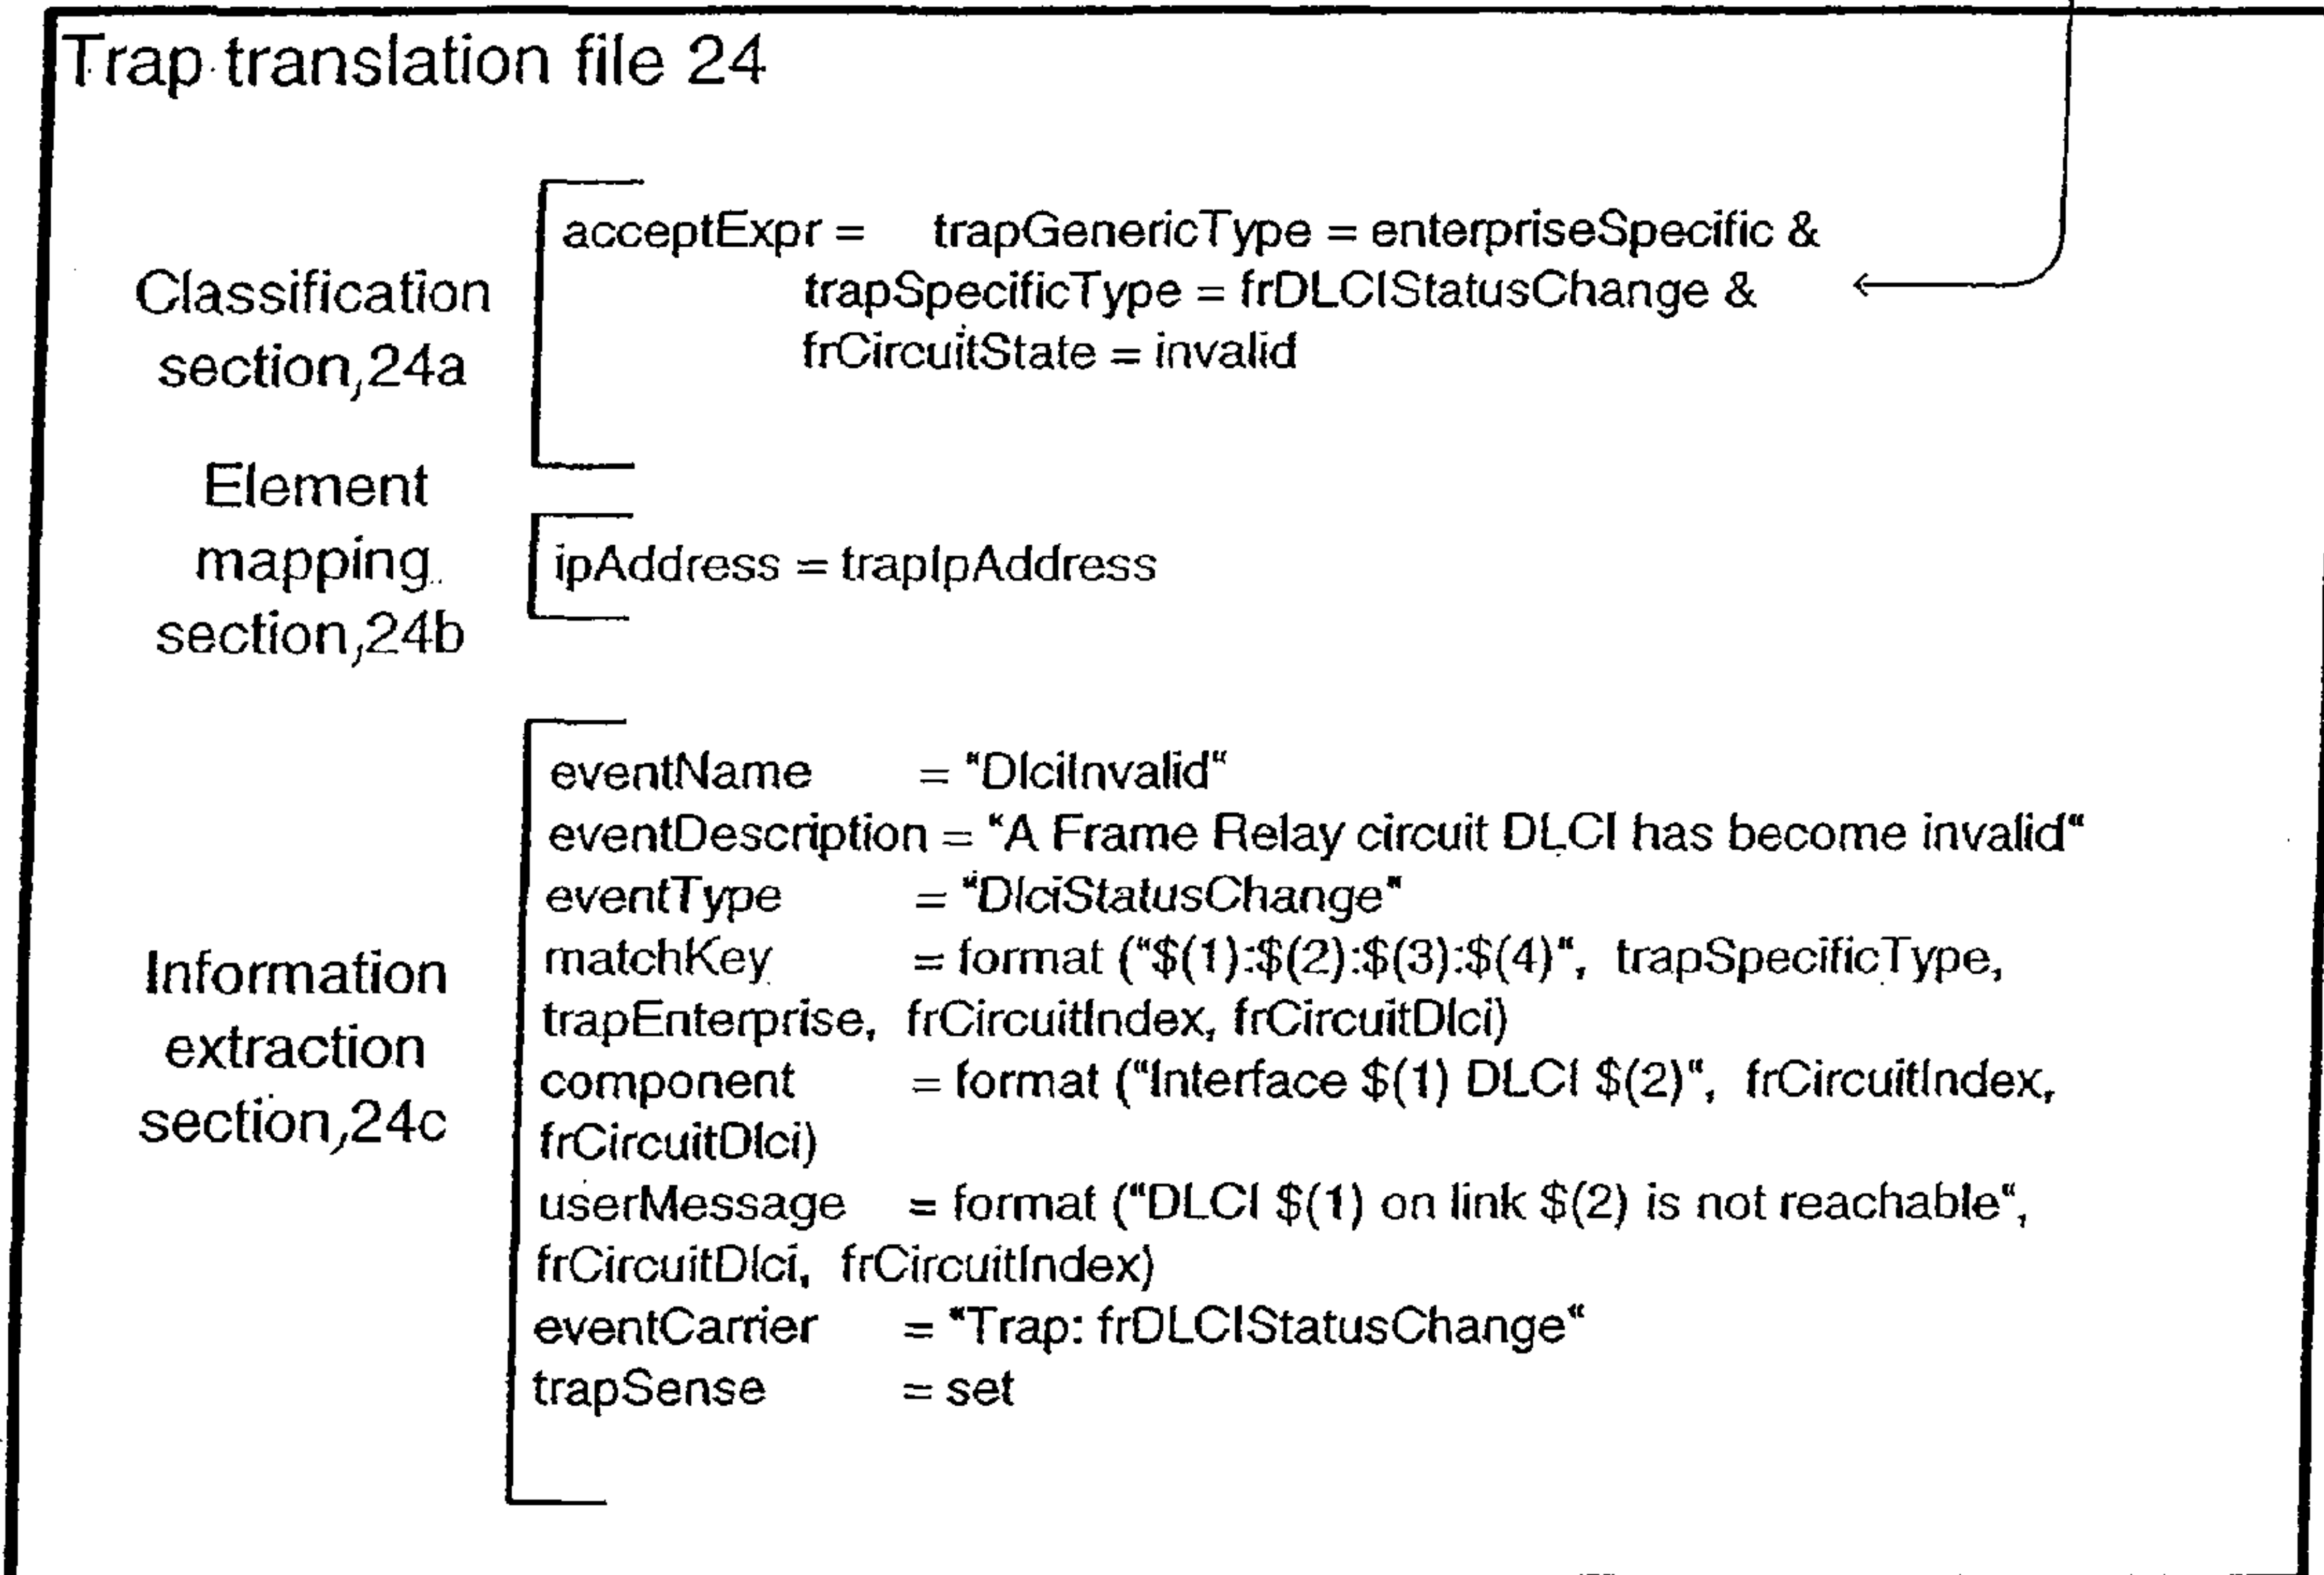 Trap translation file 24
Classification
section,24a
acceptExpr = trapGenericType = enterpriseSpecific &
trapSpecificType = frDLCIStatusChange &
frCircuitState = invalid
Element
mapping
section,24b
ipAddress = trapIpAddress
Information
extraction
section,24c
eventName = "DlciInvalid"
eventDescription = "A Frame Relay circuit DLCI has become invalid"
eventType = "DlciStatusChange"
matchKey = format ("$(1):$(2):$(3):$(4)", trapSpecificType,
trapEnterprise, frCircuitIndex, frCircuitDlci)
component = format ("Interface $(1) DLCI $(2)", frCircuitIndex,
frCircuitDlci)
userMessage = format ("DLCI $(1) on link $(2) is not reachable",
frCircuitDlci, frCircuitIndex)
eventCarrier = "Trap: frDLCIStatusChange"
trapSense = set